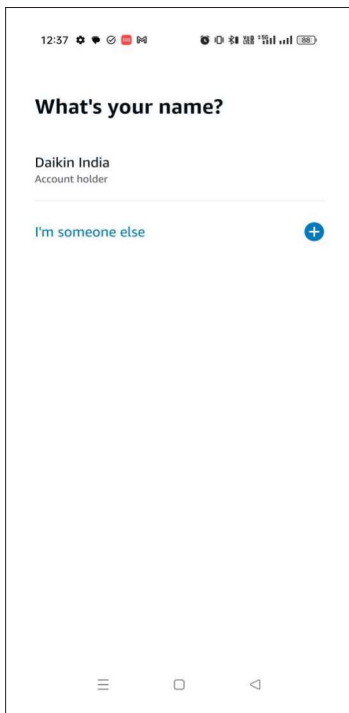 12:37
88
What's your name?
Daikin India
Account holder
I'm someone else